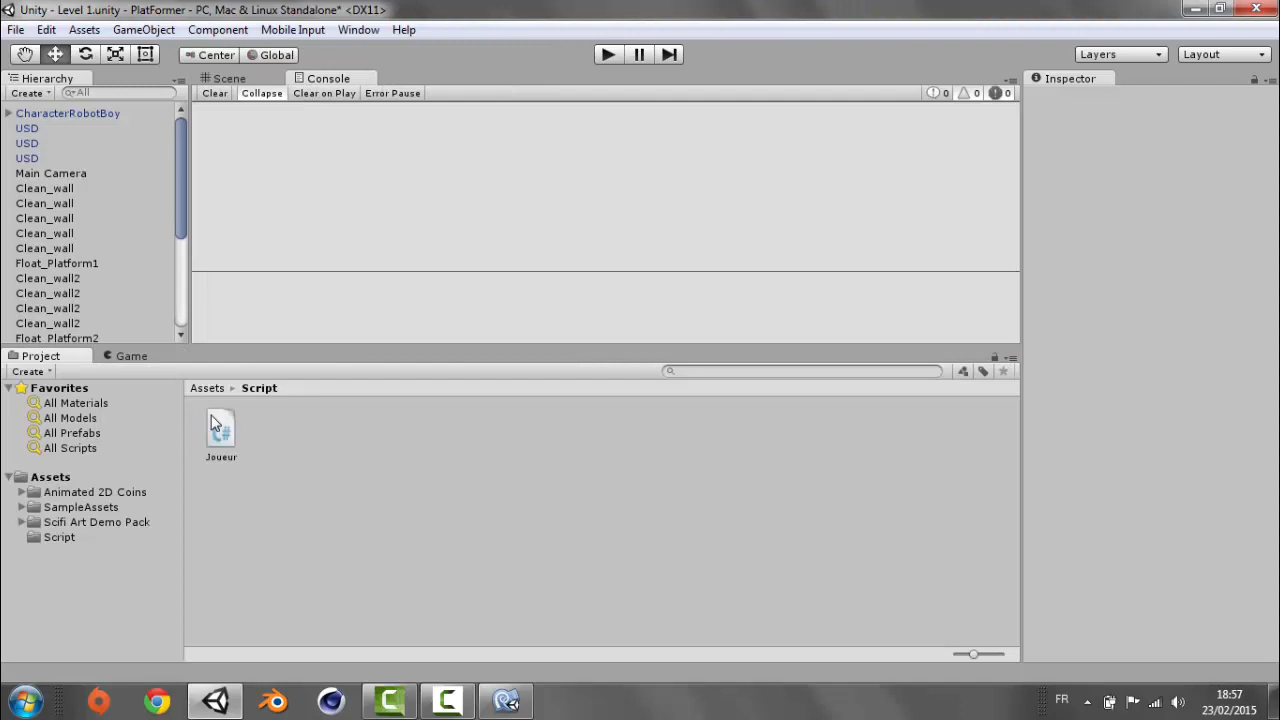 Unity - Level 1.unity - PlatFormer - PC, Mac & Linux Standalone* <DX11>
File Edit Assets GameObject Component Mobile Input Window Help
Center Global Layers Layout
Hierarchy Scene Console Inspector
Create All Clear Collapse Clear on Play Error Pause 0 0 0
CharacterRobotBoy
USD
USD
USD
Main Camera
Clean_wall
Clean_wall
Clean_wall
Clean_wall
Clean_wall
Float_Platform1
Clean_wall2
Clean_wall2
Clean_wall2
Clean_wall2
Float_Platform2
Project Game
Create
Favorites
All Materials
All Models
All Prefabs
All Scripts
Assets
Animated 2D Coins
SampleAssets
Scifi Art Demo Pack
Script
Assets Script
C#
Joueur
FR
18:57
23/02/2015